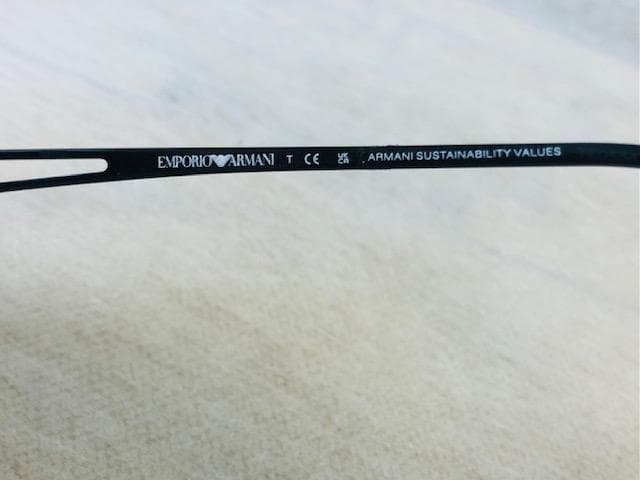 EMPORIO ARMANI T CE UK CA ARMANI SUSTAINABILITY VALUES